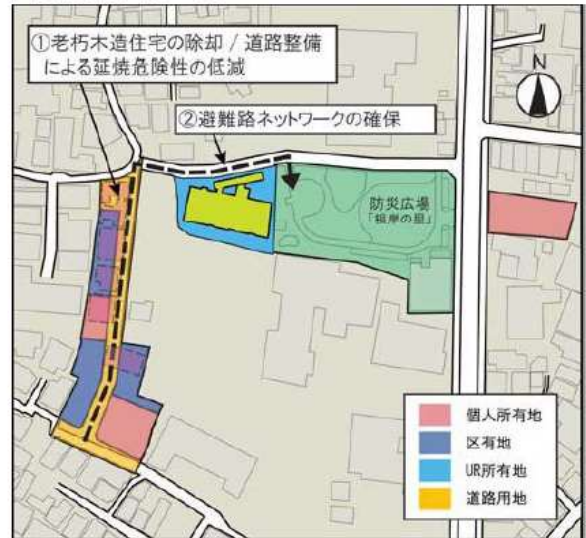 ①老朽木造住宅の除却 / 道路整備
による延焼危険性の低減
N
②避難路ネットワークの確保
防災広場
「根岸の里」
個人所有地
区有地
UR所有地
道路用地